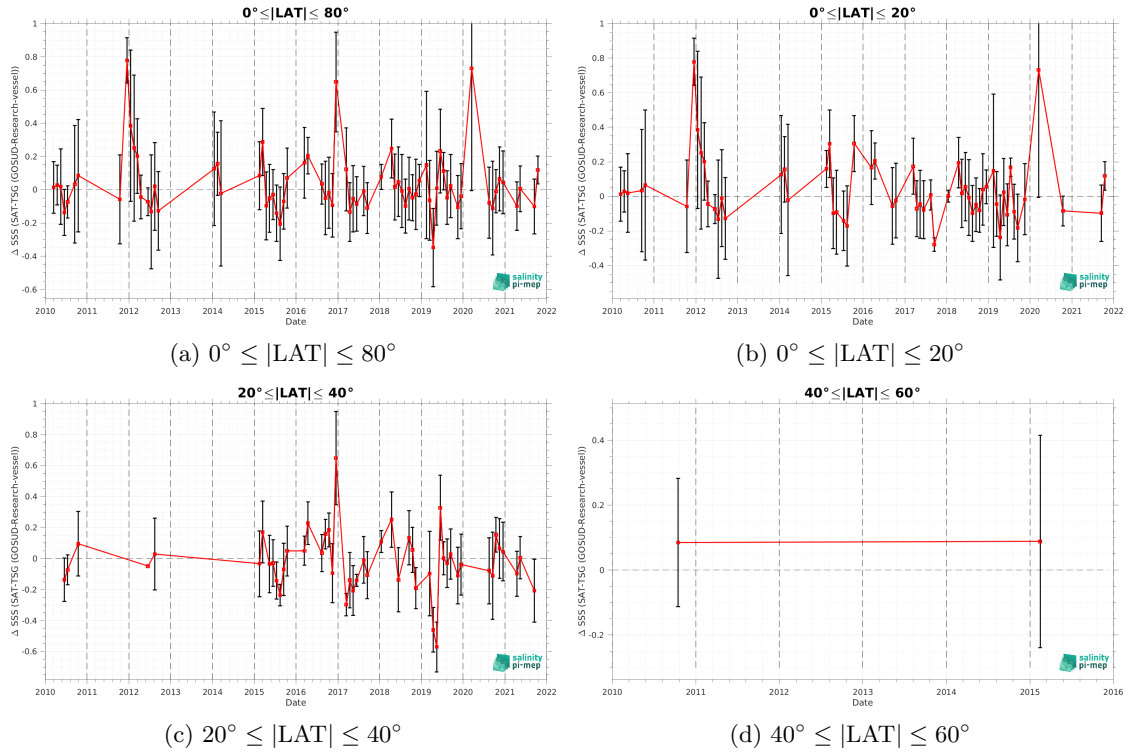 0°≤|LAT|≤ 80°
1
0.8
0.6
0.4
0.2
0
-0.2
-0.4
-0.6
Δ SSS (SAT-TSG (GOSUD-Research-vessel))
salinity
pi-mep
2010 2011 2012 2013 2014 2015 2016 2017 2018 2019 2020 2021 2022
Date
(a) 0° ≤ |LAT| ≤ 80°
0°≤|LAT|≤ 20°
1
0.8
0.6
0.4
0.2
0
-0.2
-0.4
Δ SSS (SAT-TSG (GOSUD-Research-vessel))
salinity
pi-mep
2010 2011 2012 2013 2014 2015 2016 2017 2018 2019 2020 2021 2022
Date
(b) 0° ≤ |LAT| ≤ 20°
20°≤|LAT|≤ 40°
1
0.8
0.6
0.4
0.2
0
-0.2
-0.4
-0.6
Δ SSS (SAT-TSG (GOSUD-Research-vessel))
salinity
pi-mep
2010 2011 2012 2013 2014 2015 2016 2017 2018 2019 2020 2021 2022
Date
(c) 20° ≤ |LAT| ≤ 40°
40°≤|LAT|≤ 60°
0.4
0.2
0
-0.2
Δ SSS (SAT-TSG (GOSUD-Research-vessel))
salinity
pi-mep
2010 2011 2012 2013 2014 2015 2016
Date
(d) 40° ≤ |LAT| ≤ 60°